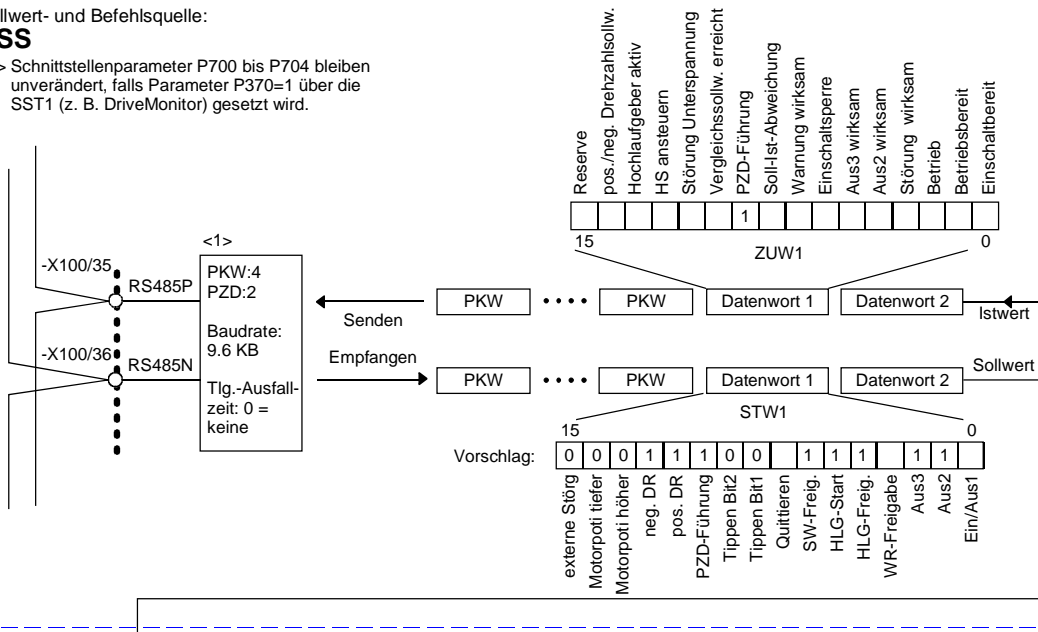 llwert- und Befehlsquelle:
SS
> Schnittstellenparameter P700 bis P704 bleiben
unverändert, falls Parameter P370=1 über die
SST1 (z. B. DriveMonitor) gesetzt wird.
Reserve
pos./neg. Drehzahlsollw.
Hochlaufgeber aktiv
HS ansteuern
Störung Unterspannung
Vergleichssollw. erreicht
PZD-Führung
Soll-Ist-Abweichung
Warnung wirksam
Einschaltsperre
Aus3 wirksam
Aus2 wirksam
Störung wirksam
Betrieb
Betriebsbereit
Einschaltbereit
1
15
0
ZUW1
<1>
-X100/35
RS485P
-X100/36
RS485N
PKW:4
PZD:2
Baudrate:
9.6 KB
Tlg.-Ausfall-
zeit: 0 =
keine
Senden
Empfangen
PKW
PKW
Datenwort 1
Datenwort 2
Istwert
PKW
PKW
Datenwort 1
Datenwort 2
Sollwert
STW1
15
0
Vorschlag:
0 0 0 1 1 1 0 0 1 1 1 1 1
externe Störg
Motorpoti tiefer
Motorpoti höher
neg. DR
pos. DR
PZD-Führung
Tippen Bit2
Tippen Bit1
Quittieren
SW-Freig.
HLG-Start
HLG-Freig.
WR-Freigabe
Aus3
Aus2
Ein/Aus1